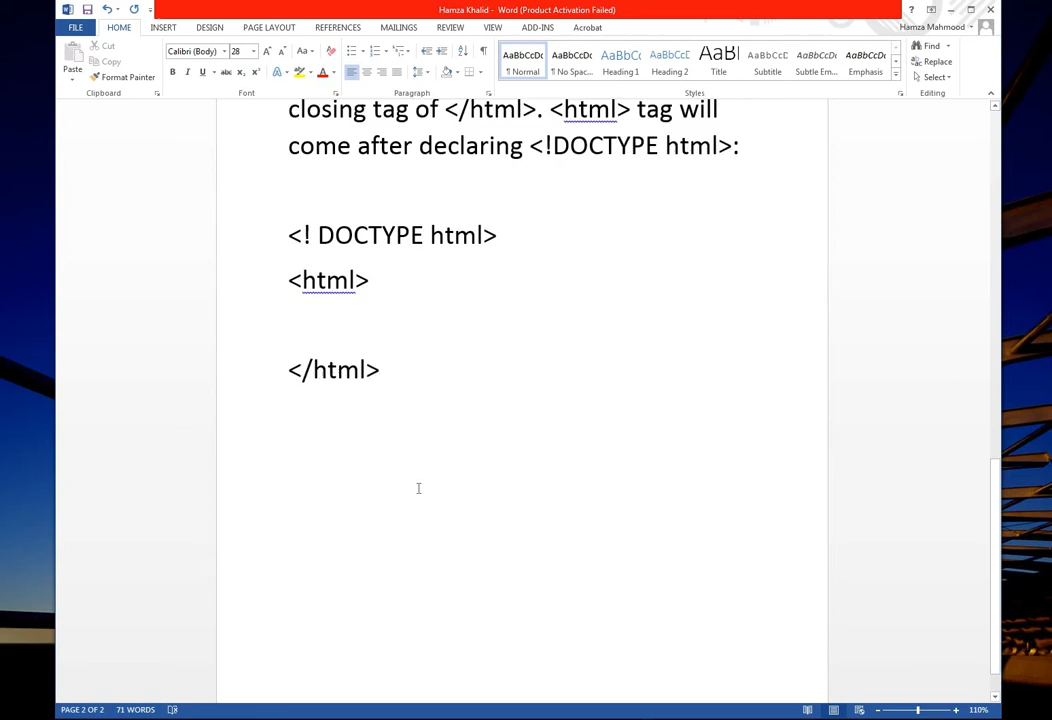 Hamza Khalid - Word (Product Activation Failed)
FILE HOME INSERT DESIGN PAGE LAYOUT REFERENCES MAILINGS REVIEW VIEW ADD-INS Acrobat Hamza Mahmood
Paste Cut Copy Format Painter
Calibri (Body) 28
AaBbCcDc AaBbCcDc AaBbC( AaBbCcE AaBl AaBbCcD AaBbCcDc AaBbCcDc
¶ Normal ¶ No Spac... Heading 1 Heading 2 Title Subtitle Subtle Em... Emphasis
Find Replace Select
Clipboard Font Paragraph Styles Editing
closing tag of </html>. <html> tag will
come after declaring <!DOCTYPE html>:
<! DOCTYPE html>
<html>
</html>
PAGE 2 OF 2 71 WORDS 110%